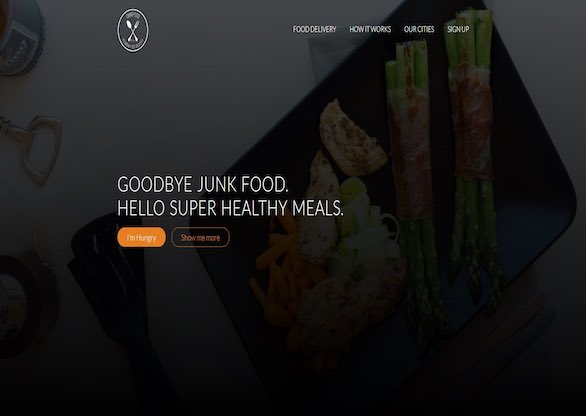 FOOD DELIVERY HOW IT WORKS OUR CITIES SIGN UP
GOODBYE JUNK FOOD.
HELLO SUPER HEALTHY MEALS.
I'm Hungry Show me more